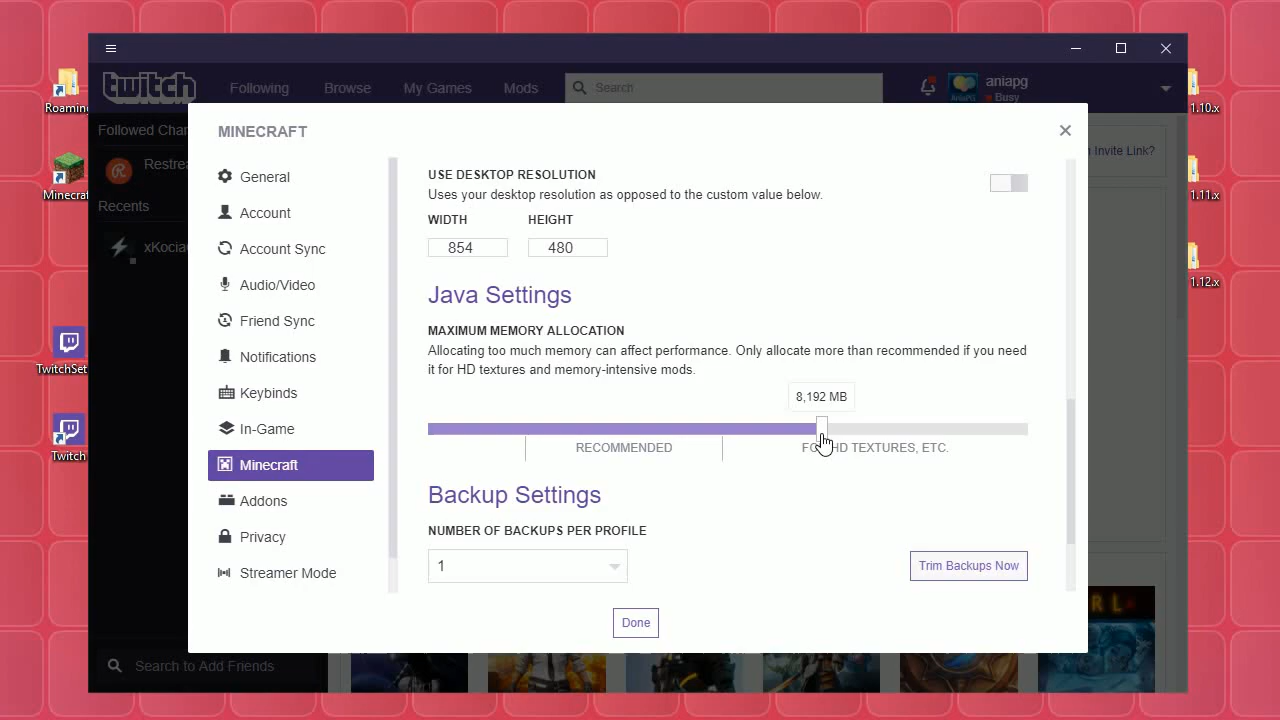 twitch
Following
Browse
My Games
Mods
Search
aniapg
Busy
Roaming
Minecraft
TwitchSet
Twitch
1.10.x
1.11.x
1.12.x
Followed Char
Restre
Recents
xKocia
Invite Link?
MINECRAFT
General
Account
Account Sync
Audio/Video
Friend Sync
Notifications
Keybinds
In-Game
Minecraft
Addons
Privacy
Streamer Mode
USE DESKTOP RESOLUTION
Uses your desktop resolution as opposed to the custom value below.
WIDTH
HEIGHT
854
480
Java Settings
MAXIMUM MEMORY ALLOCATION
Allocating too much memory can affect performance. Only allocate more than recommended if you need
it for HD textures and memory-intensive mods.
8,192 MB
RECOMMENDED
FOR HD TEXTURES, ETC.
Backup Settings
NUMBER OF BACKUPS PER PROFILE
1
Trim Backups Now
Done
Search to Add Friends